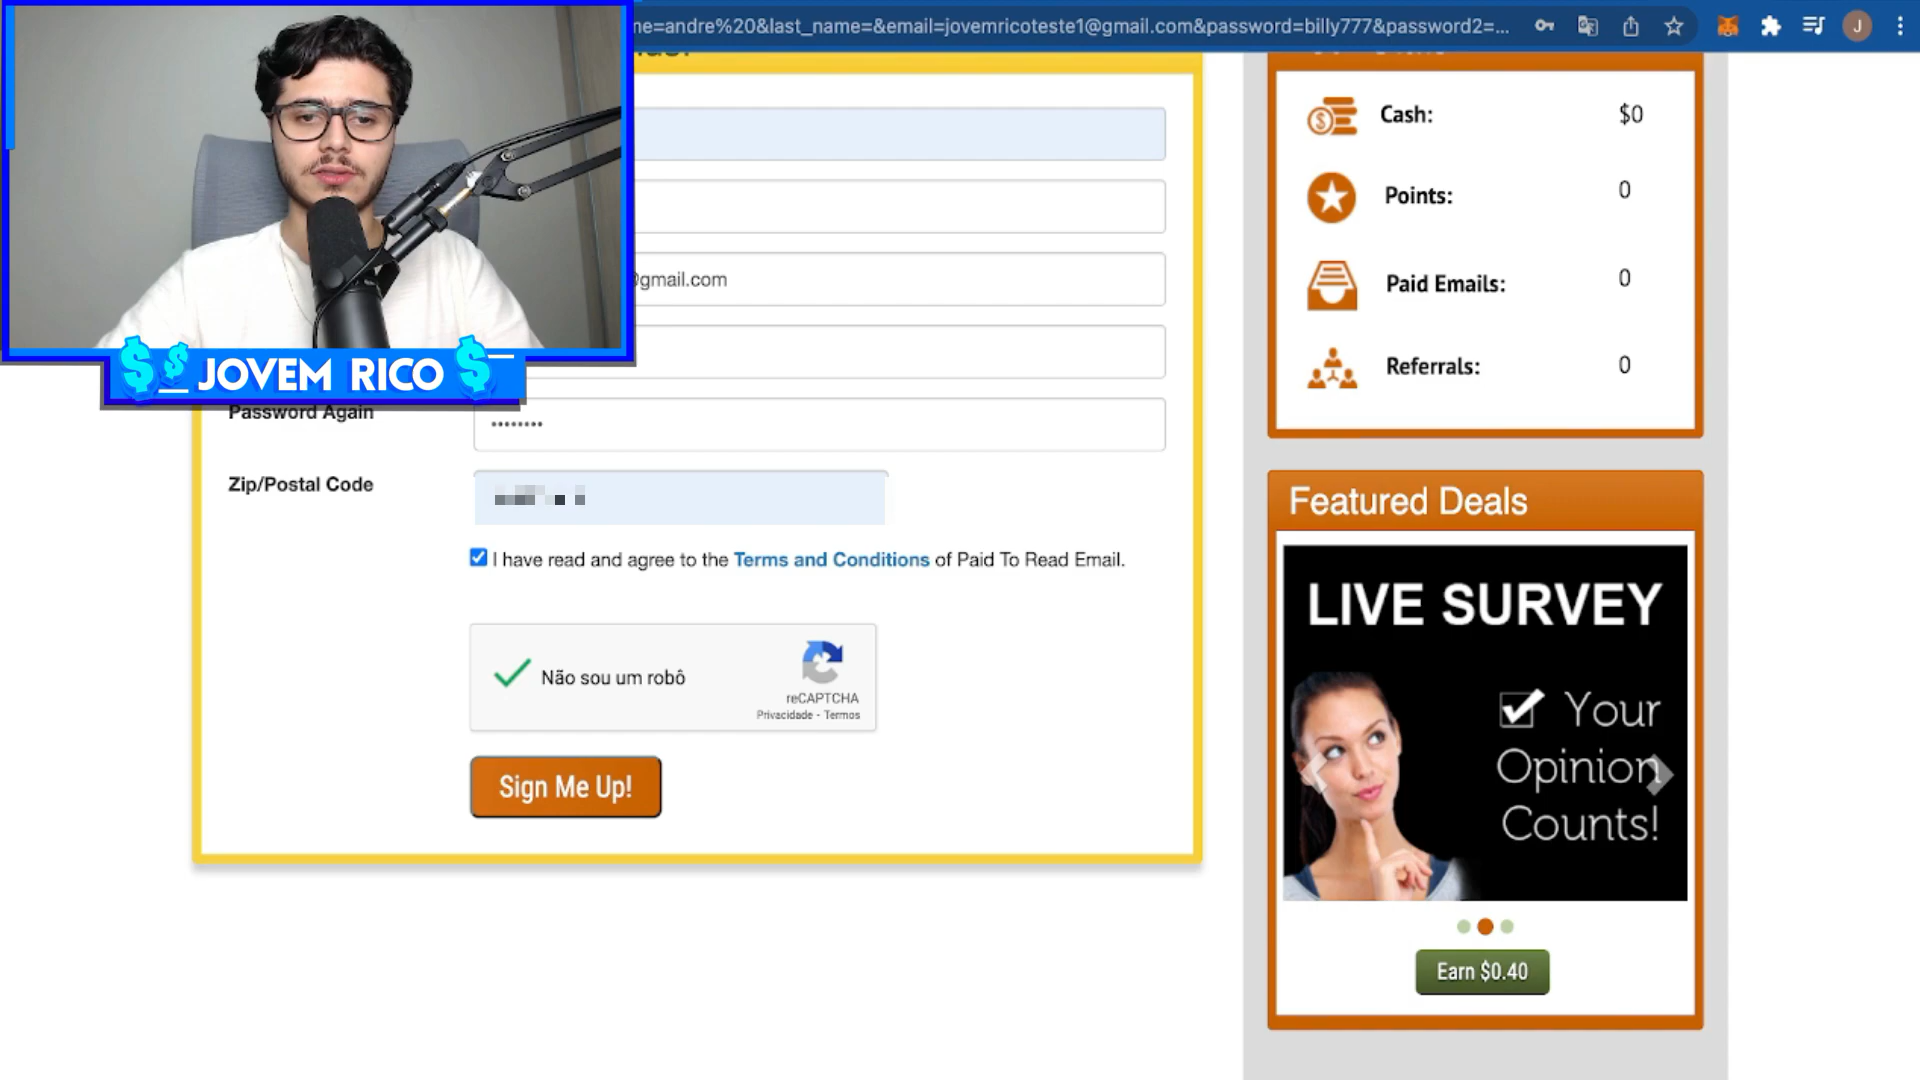 me=andre%20&last_name=&email=jovemricoteste1@gmail.com&password=billy777&password2=...
J
Cash: $0
Points: 0
@gmail.com
Paid Emails: 0
$ $ JOVEM RICO $
Referrals: 0
Password Again ••••••••
Zip/Postal Code
I have read and agree to the Terms and Conditions of Paid To Read Email.
Não sou um robô
reCAPTCHA
Privacidade - Termos
Sign Me Up!
Featured Deals
LIVE SURVEY
Your
Opinion
Counts!
Earn $0.40